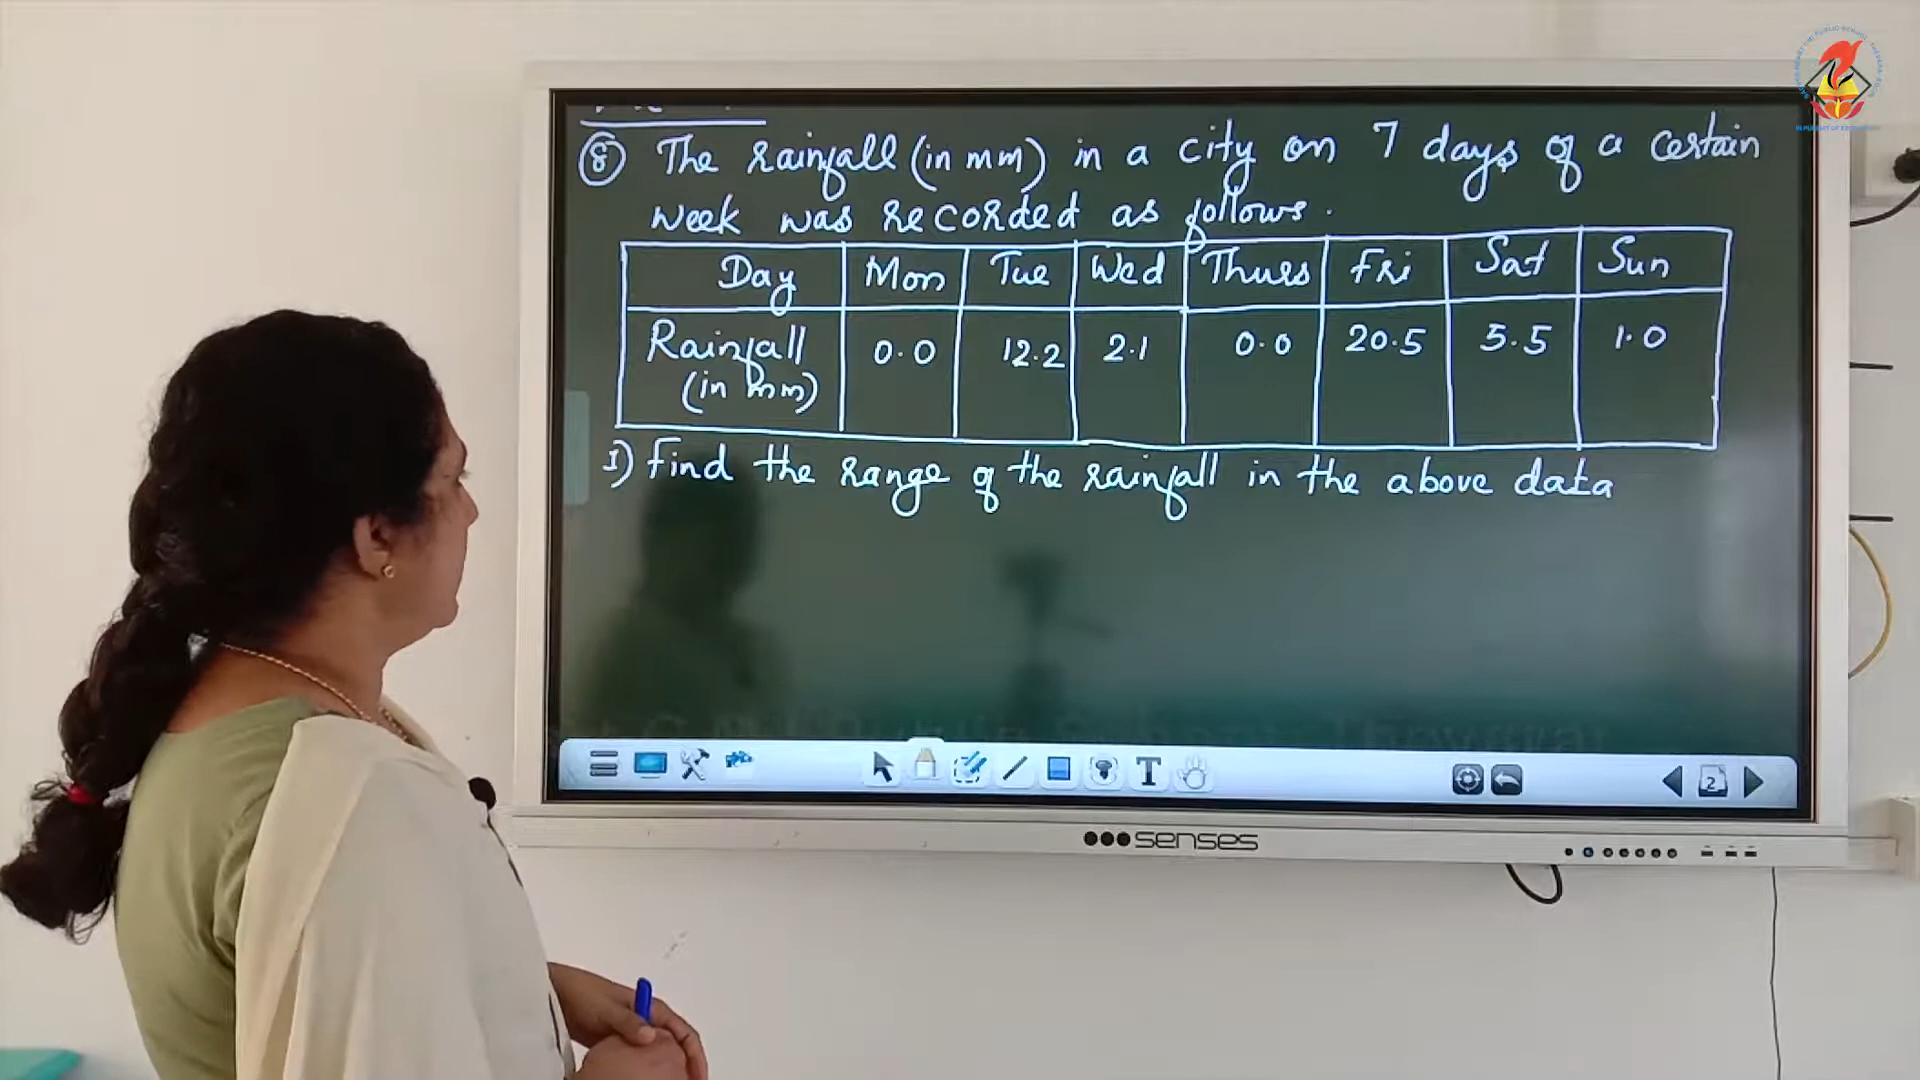 8 The rainfall (in mm) in a city on 7 days of a certain
week was recorded as follows.
Day Mon Tue Wed Thurs Fri Sat Sun
Rainfall (in mm) 0.0 12.2 2.1 0.0 20.5 5.5 1.0
I) Find the range of the rainfall in the above data
T
2
senses